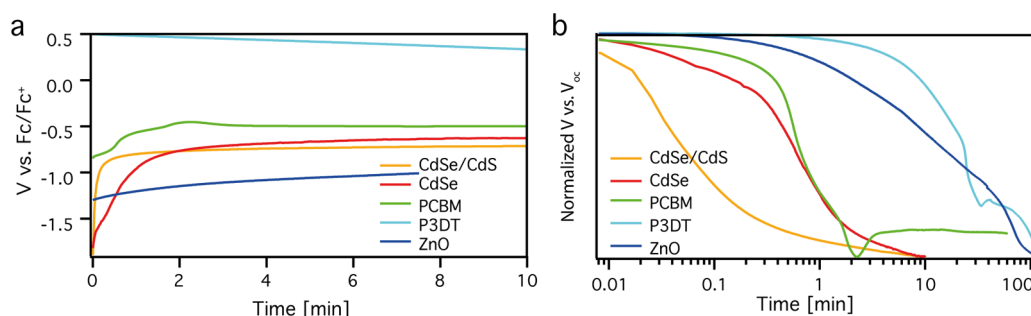 a
V vs. Fc/Fc⁺
0.5
0.0
-0.5
-1.0
-1.5
0
2
4
6
8
10
Time [min]
CdSe/CdS
CdSe
PCBM
P3DT
ZnO
b
Normalized V vs. Voc
CdSe/CdS
CdSe
PCBM
P3DT
ZnO
0.01
0.1
1
10
100
Time [min]